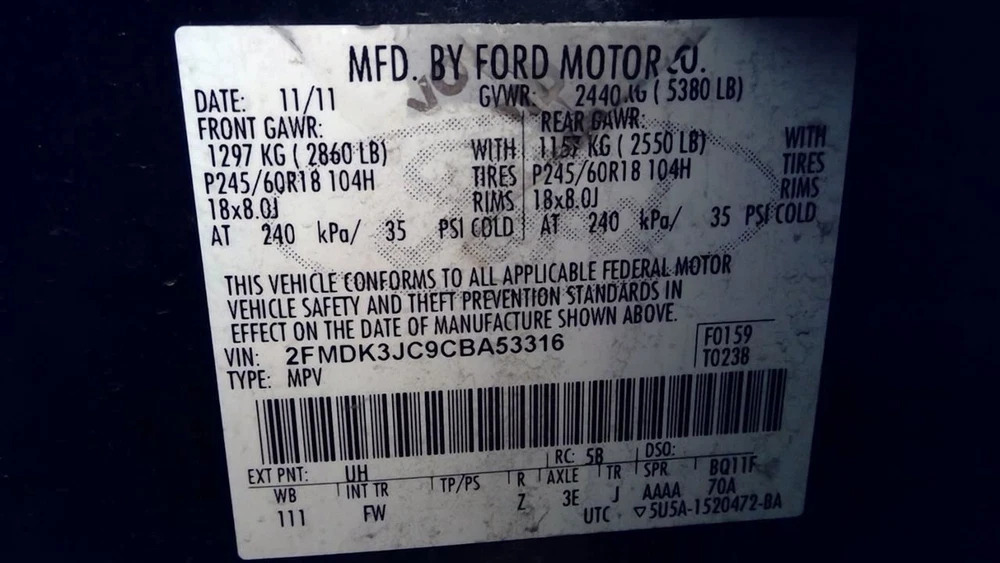 MFD. BY FORD MOTOR CO.
DATE: 11/11 GVWR: 2440 KG ( 5380 LB)
FRONT GAWR: REAR GAWR:
1297 KG ( 2860 LB) WITH 1157 KG ( 2550 LB) WITH
P245/60R18 104H TIRES P245/60R18 104H TIRES
18x8.0J RIMS 18x8.0J RIMS
AT 240 kPa/ 35 PSI COLD AT 240 kPa/ 35 PSI COLD
THIS VEHICLE CONFORMS TO ALL APPLICABLE FEDERAL MOTOR
VEHICLE SAFETY AND THEFT PREVENTION STANDARDS IN
EFFECT ON THE DATE OF MANUFACTURE SHOWN ABOVE.
VIN: 2FMDK3JC9CBA53316 F0159
TYPE: MPV T023B
EXT PNT: UH RC: 5B DSO:
WB INT TR TP/PS R AXLE TR SPR BQ11F
111 FW Z 3E J AAAA 70A
UTC ▽5U5A-1520472-BA